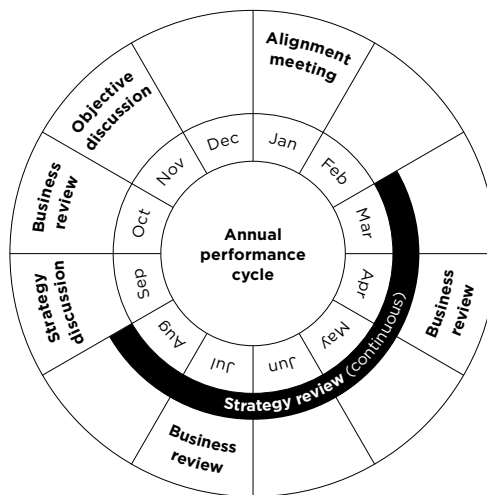 Alignment
meeting
Objective
discussion
Business
review
Strategy
discussion
Business
review
Business
review
Dec
Jan
Nov
Feb
Oct
Mar
Sep
Apr
Aug
May
Jul
Jun
Annual
performance
cycle
Strategy review (continuous)